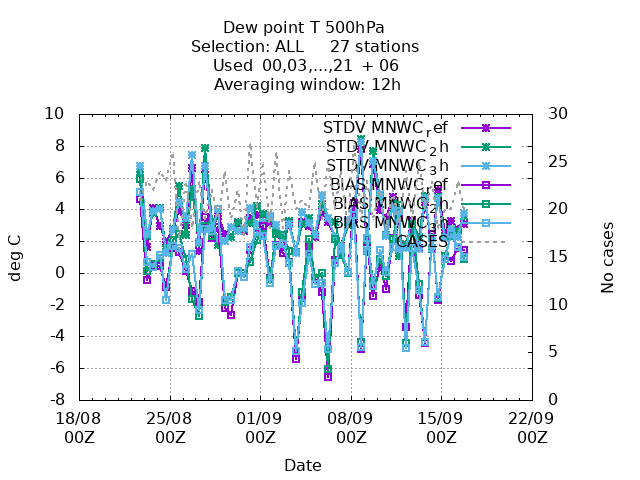 Dew point T 500hPa
Selection: ALL 27 stations
Used 00,03,...,21 + 06
Averaging window: 12h
10 30
STDV MNWC_ref
STDV MNWC_2h
8
25
STDV MNWC_3h
6
BIAS MNWC_ref
BIAS MNWC_2h
4 20
BIAS MNWC_3h
CASES
2
15
0
-2 10
-4
5
-6
-8 0
deg C
No cases
18/08 25/08 01/09 08/09 15/09 22/09
00Z 00Z 00Z 00Z 00Z 00Z
Date